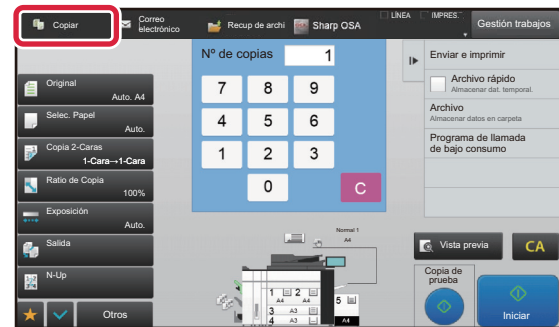 Copiar
Correo
electrónico
Recup de archi
Sharp OSA
LÍNEA
IMPRES.
Gestión trabajos
Original
Auto. A4
Selec. Papel
Auto.
Copia 2-Caras
1-Cara→1-Cara
Ratio de Copia
100%
Exposición
Auto.
Salida
N-Up
Otros
Nº de copias
1
7 8 9
4 5 6
1 2 3
0 C
Normal 1
A4
1 2
A4 A4
3 A3
4 A3
5
A4
Enviar e imprimir
Archivo rápido
Almacenar dat. temporal.
Archivo
Almacenar datos en carpeta
Programa de llamada
de bajo consumo
Vista previa
CA
Copia de
prueba
Iniciar